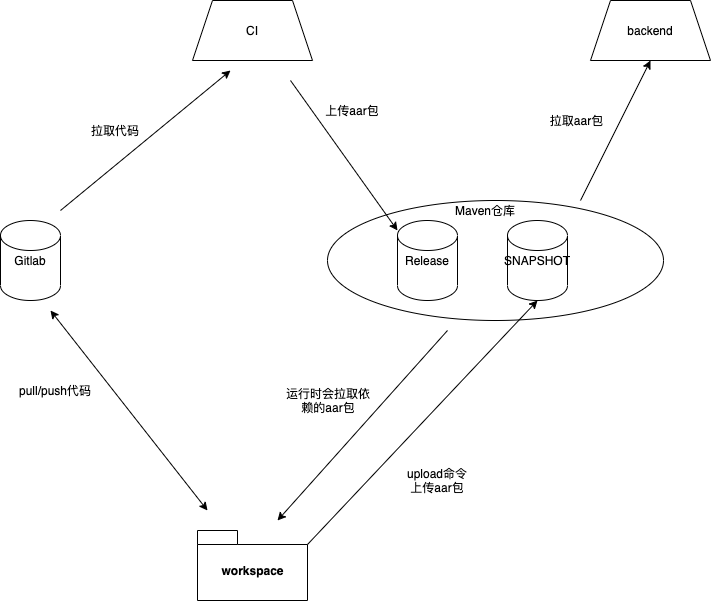 CI
backend
拉取代码
上传aar包
拉取aar包
Maven仓库
Gitlab
Release
SNAPSHOT
pull/push代码
运行时会拉取依
赖的aar包
upload命令
上传aar包
workspace